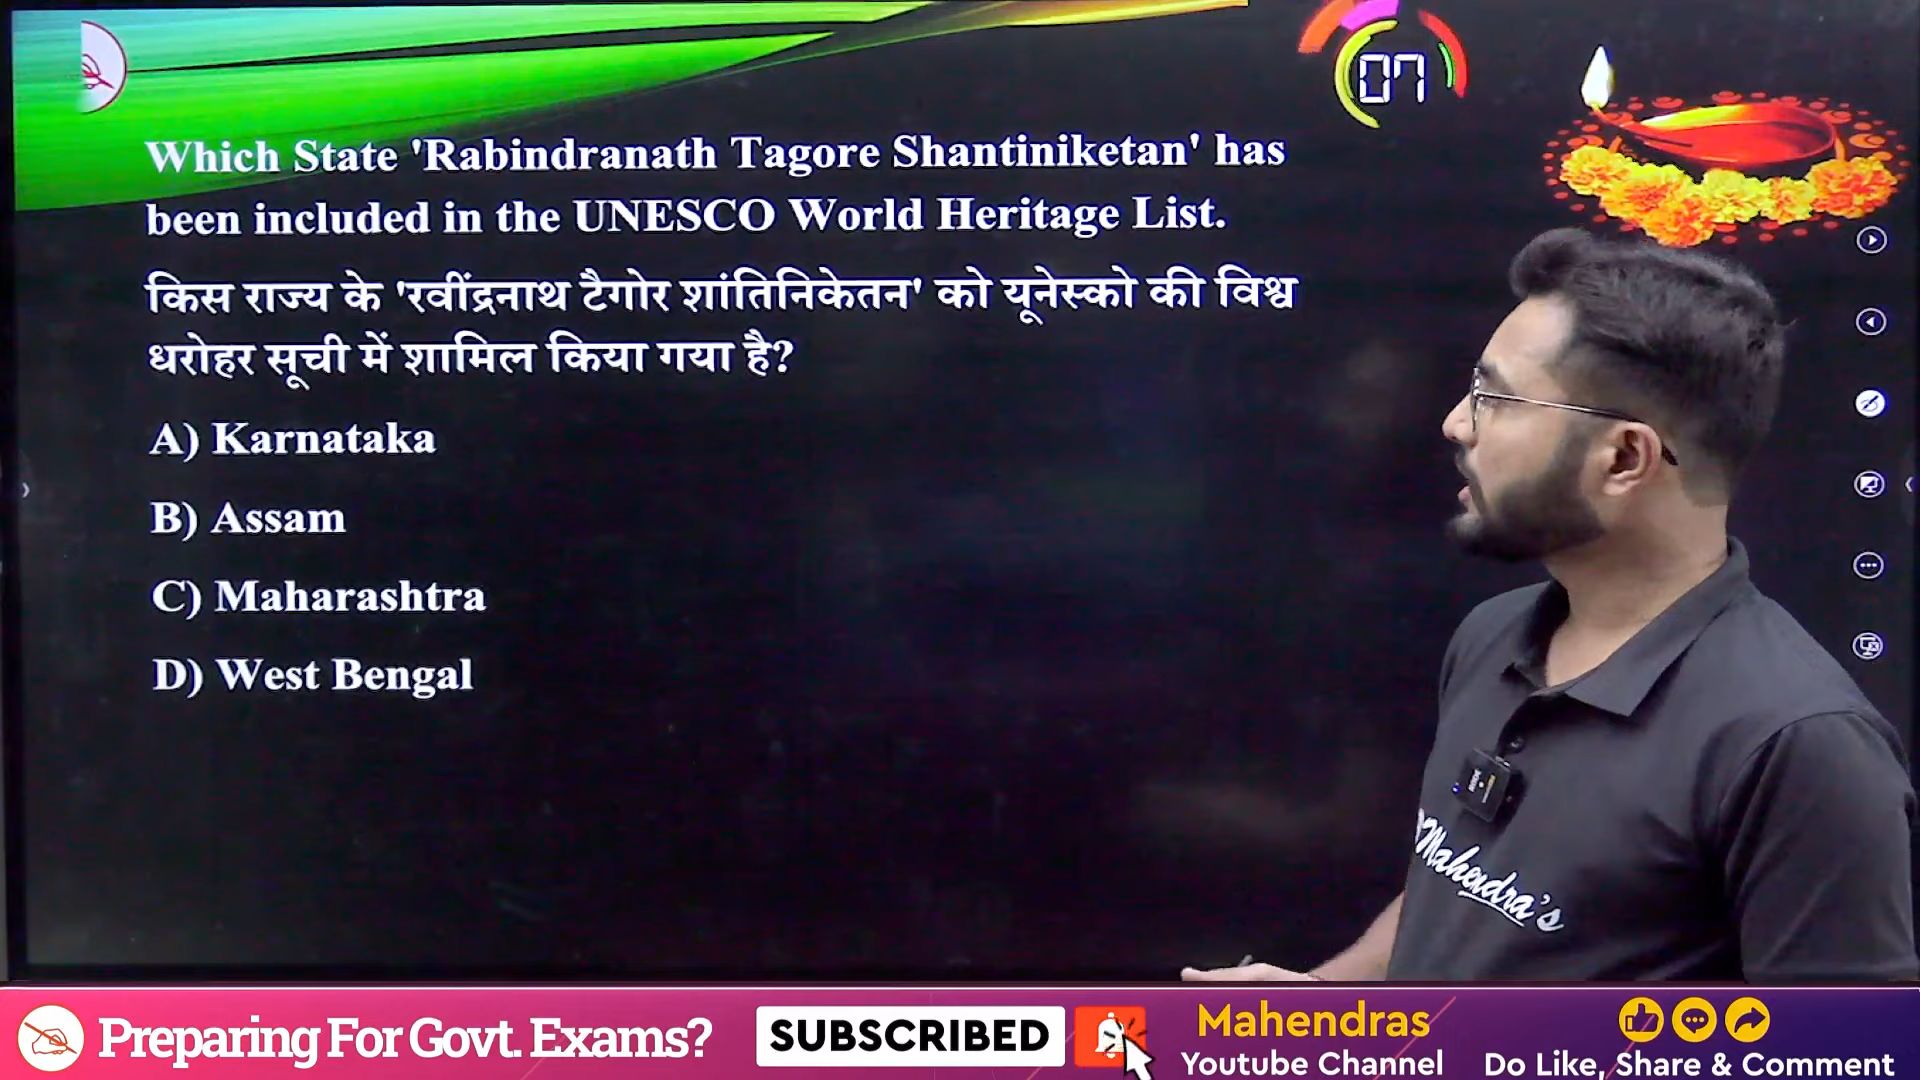 07
Which State 'Rabindranath Tagore Shantiniketan' has
been included in the UNESCO World Heritage List.
किस राज्य के 'रवींद्रनाथ टैगोर शांतिनिकेतन' को यूनेस्को की विश्व
धरोहर सूची में शामिल किया गया है?
A) Karnataka
B) Assam
C) Maharashtra
D) West Bengal
Mahendra's
Preparing For Govt. Exams?
SUBSCRIBED
Mahendras
Youtube Channel
Do Like, Share & Comment